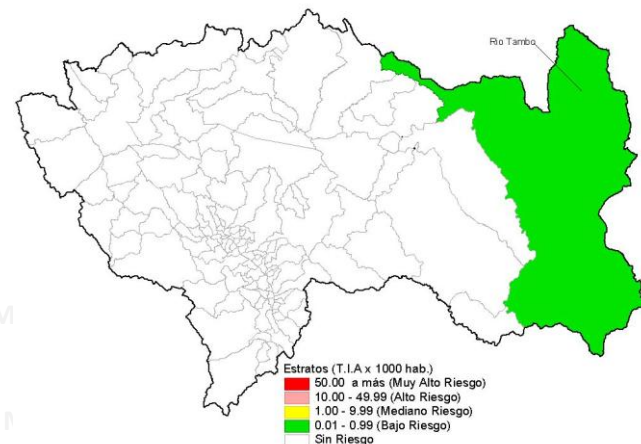 Rio Tambo
Estratos (T.I.A x 1000 hab.)
50.00 a más (Muy Alto Riesgo)
10.00 - 49.99 (Alto Riesgo)
1.00 - 9.99 (Mediano Riesgo)
0.01 - 0.99 (Bajo Riesgo)
Sin Riesgo